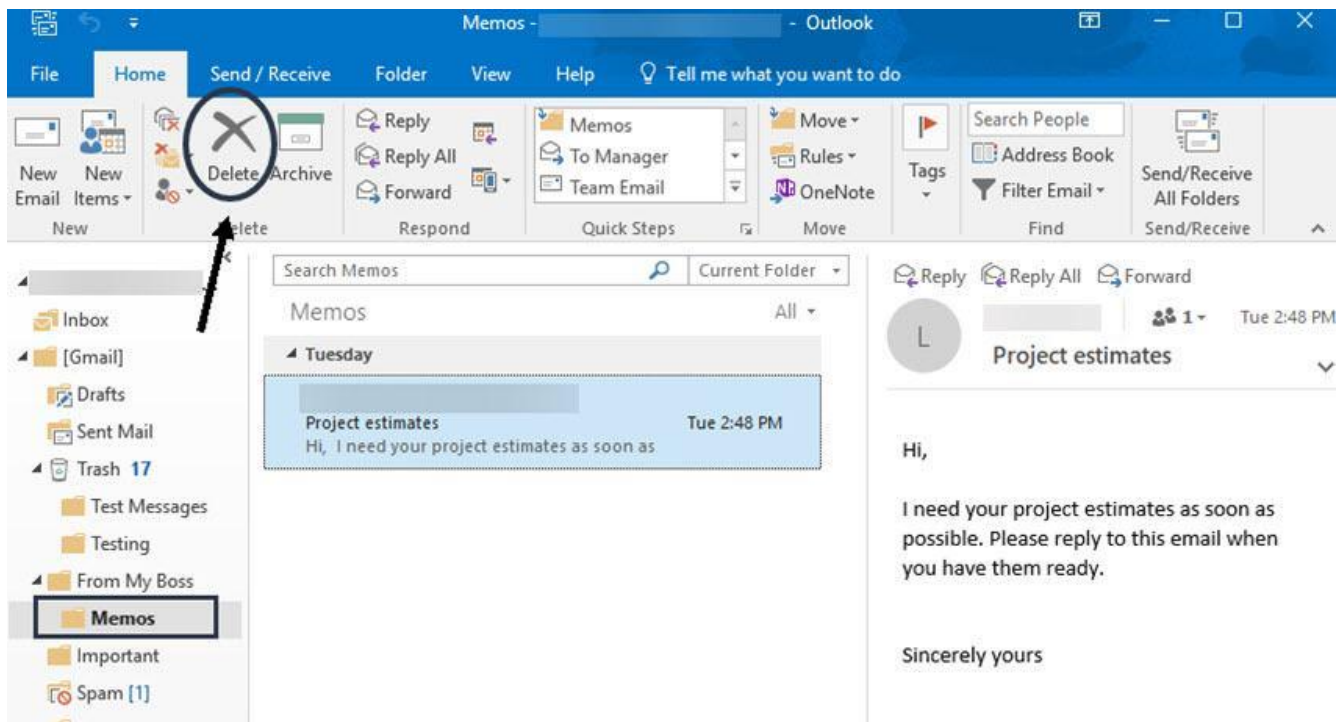 Memos - - Outlook
File Home Send / Receive Folder View Help Tell me what you want to do
New Email
New Items
Delete
Archive
Reply
Reply All
Forward
Memos
To Manager
Team Email
Move
Rules
OneNote
Tags
Search People
Address Book
Filter Email
Send/Receive All Folders
New Delete Respond Quick Steps Move Find Send/Receive
Inbox
[Gmail]
Drafts
Sent Mail
Trash 17
Test Messages
Testing
From My Boss
Memos
Important
Spam [1]
Search Memos Current Folder
Memos All
Tuesday
Project estimates Tue 2:48 PM
Hi, I need your project estimates as soon as
Reply Reply All Forward
L 1 Tue 2:48 PM
Project estimates
Hi,
I need your project estimates as soon as
possible. Please reply to this email when
you have them ready.
Sincerely yours